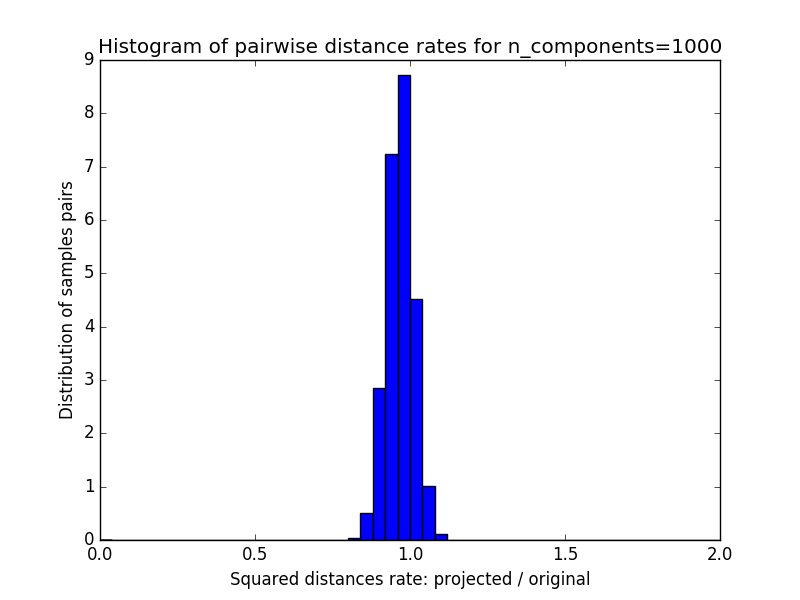 Histogram of pairwise distance rates for n_components=1000
9
8
7
6
5
4
3
2
1
0
Distribution of samples pairs
0.0 0.5 1.0 1.5 2.0
Squared distances rate: projected / original